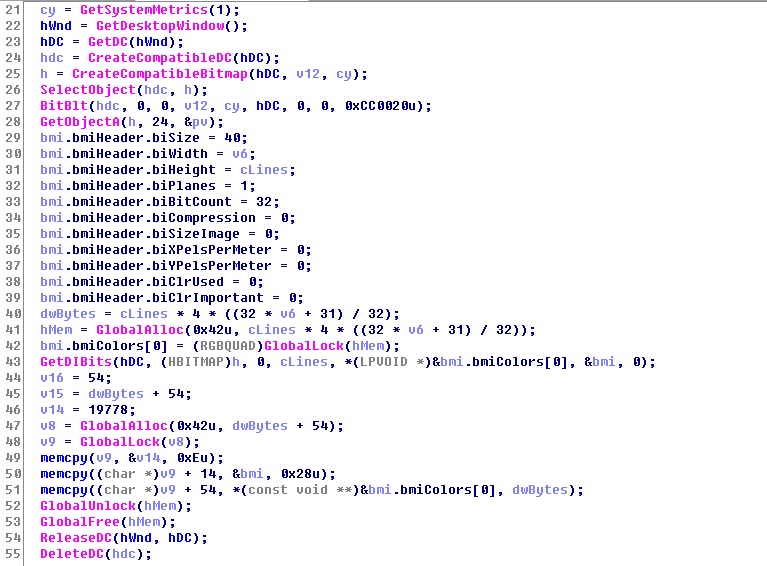 21 cy = GetSystemMetrics(1);
22 hWnd = GetDesktopWindow();
23 hDC = GetDC(hWnd);
24 hdc = CreateCompatibleDC(hDC);
25 h = CreateCompatibleBitmap(hDC, v12, cy);
26 SelectObject(hdc, h);
27 BitBlt(hdc, 0, 0, v12, cy, hDC, 0, 0, 0xCC0020u);
28 GetObjectA(h, 24, &pv);
29 bmi.bmiHeader.biSize = 40;
30 bmi.bmiHeader.biWidth = v6;
31 bmi.bmiHeader.biHeight = cLines;
32 bmi.bmiHeader.biPlanes = 1;
33 bmi.bmiHeader.biBitCount = 32;
34 bmi.bmiHeader.biCompression = 0;
35 bmi.bmiHeader.biSizeImage = 0;
36 bmi.bmiHeader.biXPelsPerMeter = 0;
37 bmi.bmiHeader.biYPelsPerMeter = 0;
38 bmi.bmiHeader.biClrUsed = 0;
39 bmi.bmiHeader.biClrImportant = 0;
40 dwBytes = cLines * 4 * ((32 * v6 + 31) / 32);
41 hMem = GlobalAlloc(0x42u, cLines * 4 * ((32 * v6 + 31) / 32));
42 bmi.bmiColors[0] = (RGBQUAD)GlobalLock(hMem);
43 GetDIBits(hDC, (HBITMAP)h, 0, cLines, *(LPVOID *)&bmi.bmiColors[0], &bmi, 0);
44 v16 = 54;
45 v15 = dwBytes + 54;
46 v14 = 19778;
47 v8 = GlobalAlloc(0x42u, dwBytes + 54);
48 v9 = GlobalLock(v8);
49 memcpy(v9, &v14, 0xEu);
50 memcpy((char *)v9 + 14, &bmi, 0x28u);
51 memcpy((char *)v9 + 54, *(const void **)&bmi.bmiColors[0], dwBytes);
52 GlobalUnlock(hMem);
53 GlobalFree(hMem);
54 ReleaseDC(hWnd, hDC);
55 DeleteDC(hdc);